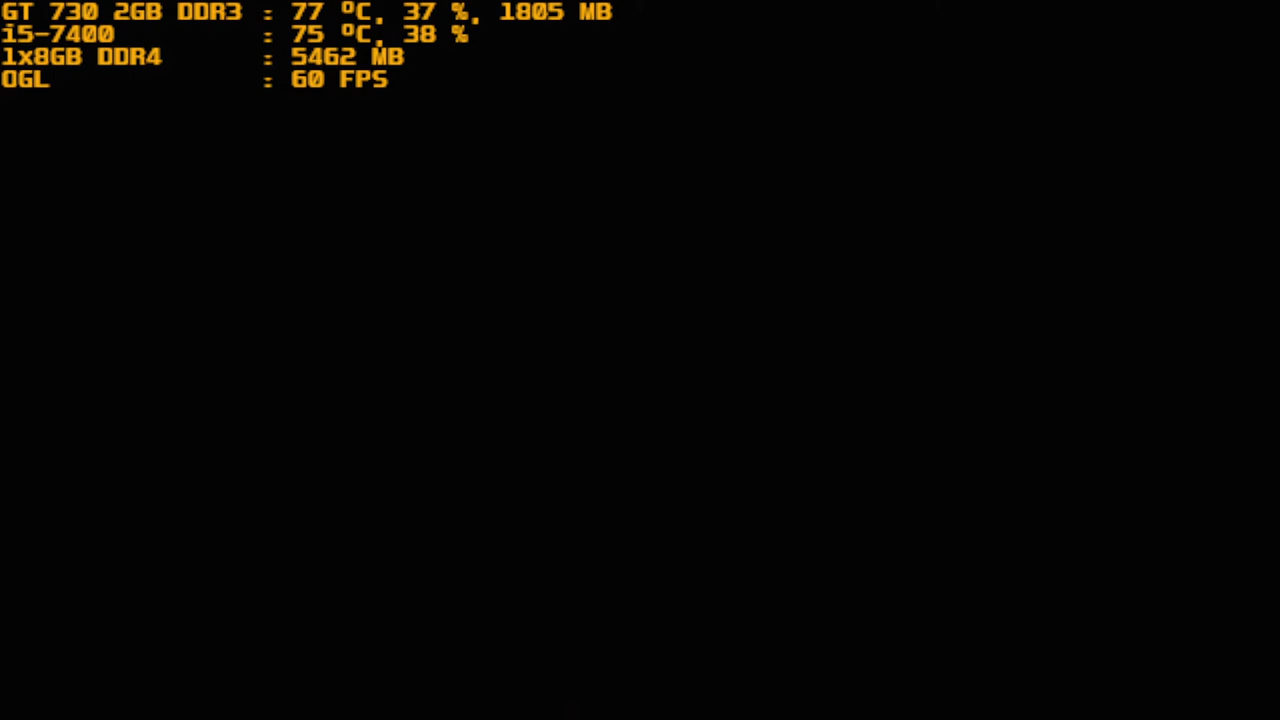 GT 730 2GB DDR3 : 77 ºC, 37 %, 1805 MB
i5-7400 : 75 ºC, 38 %
1x8GB DDR4 : 5462 MB
OGL : 60 FPS